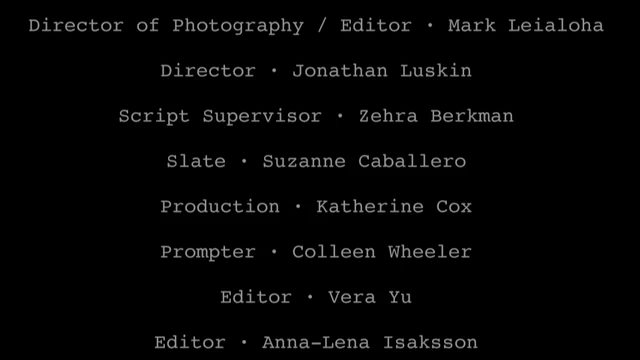 Director of Photography / Editor · Mark Leialoha
Director · Jonathan Luskin
Script Supervisor · Zehra Berkman
Slate · Suzanne Caballero
Production · Katherine Cox
Prompter · Colleen Wheeler
Editor · Vera Yu
Editor · Anna-Lena Isaksson